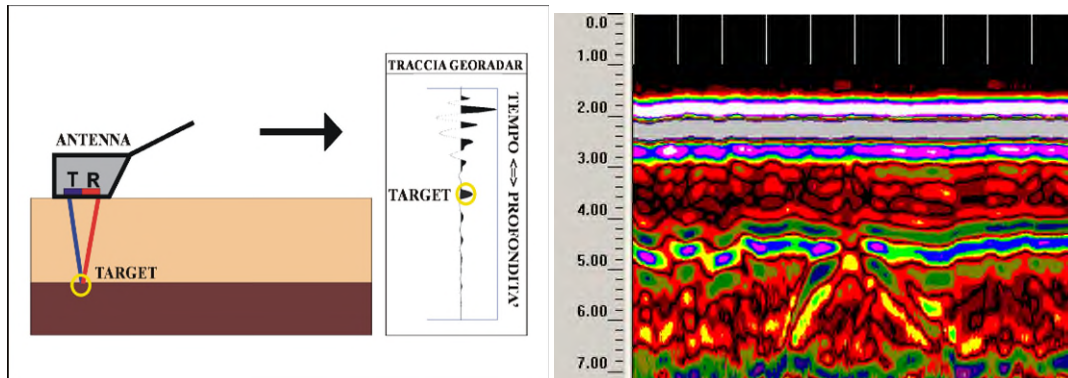 ANTENNA
T R
TARGET
TRACCIA GEORADAR
TARGET
TEMPO <=> PROFONDITA'
0.0
1.00
2.00
3.00
4.00
5.00
6.00
7.00